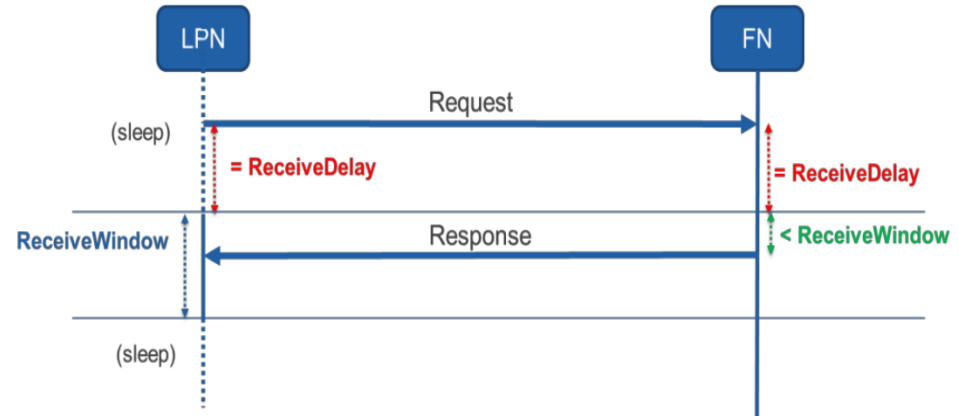 LPN
FN
Request
(sleep)
= ReceiveDelay
= ReceiveDelay
ReceiveWindow
Response
< ReceiveWindow
(sleep)